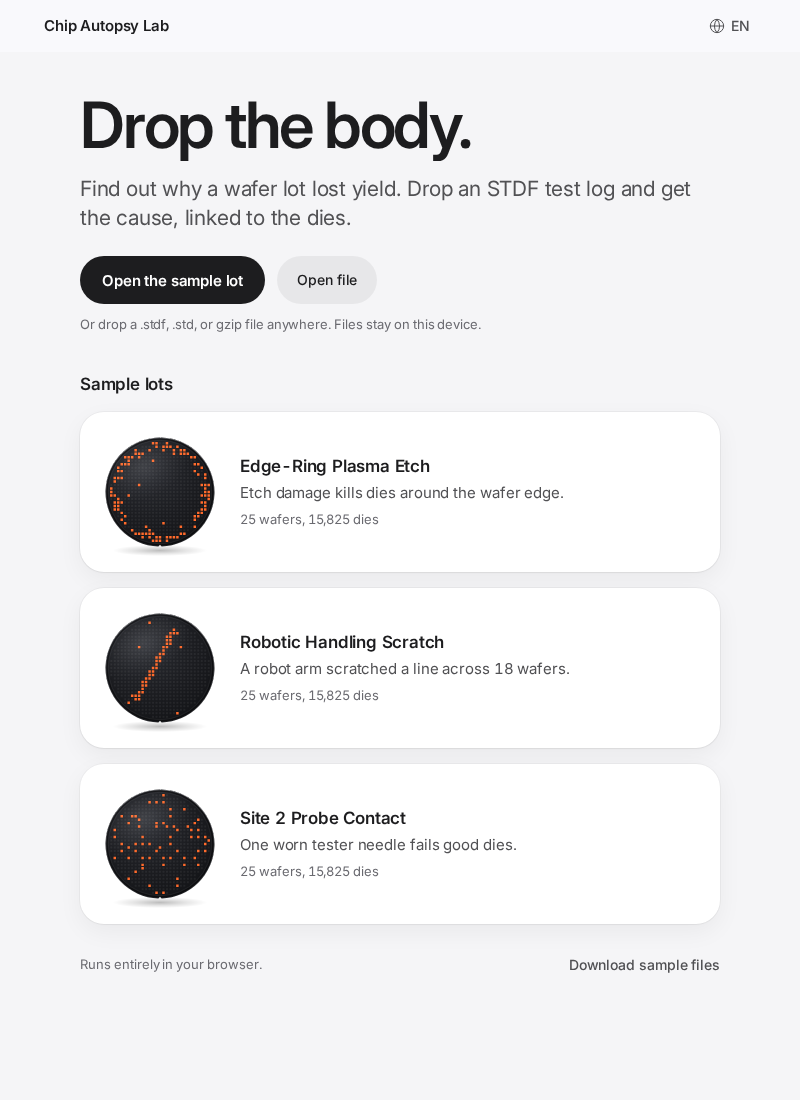 Chip Autopsy Lab
EN
Drop the body.
Find out why a wafer lot lost yield. Drop an STDF test log and get
the cause, linked to the dies.
Open the sample lot
Open file
Or drop a .stdf, .std, or gzip file anywhere. Files stay on this device.
Sample lots
Edge-Ring Plasma Etch
Etch damage kills dies around the wafer edge.
25 wafers, 15,825 dies
Robotic Handling Scratch
A robot arm scratched a line across 18 wafers.
25 wafers, 15,825 dies
Site 2 Probe Contact
One worn tester needle fails good dies.
25 wafers, 15,825 dies
Runs entirely in your browser.
Download sample files